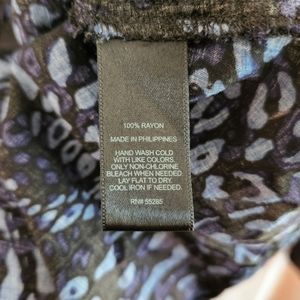 100% RAYON
MADE IN PHILIPPINES
HAND WASH COLD
WITH LIKE COLORS.
ONLY NON-CHLORINE
BLEACH WHEN NEEDED
LAY FLAT TO DRY
COOL IRON IF NEEDED.
RN# 55285